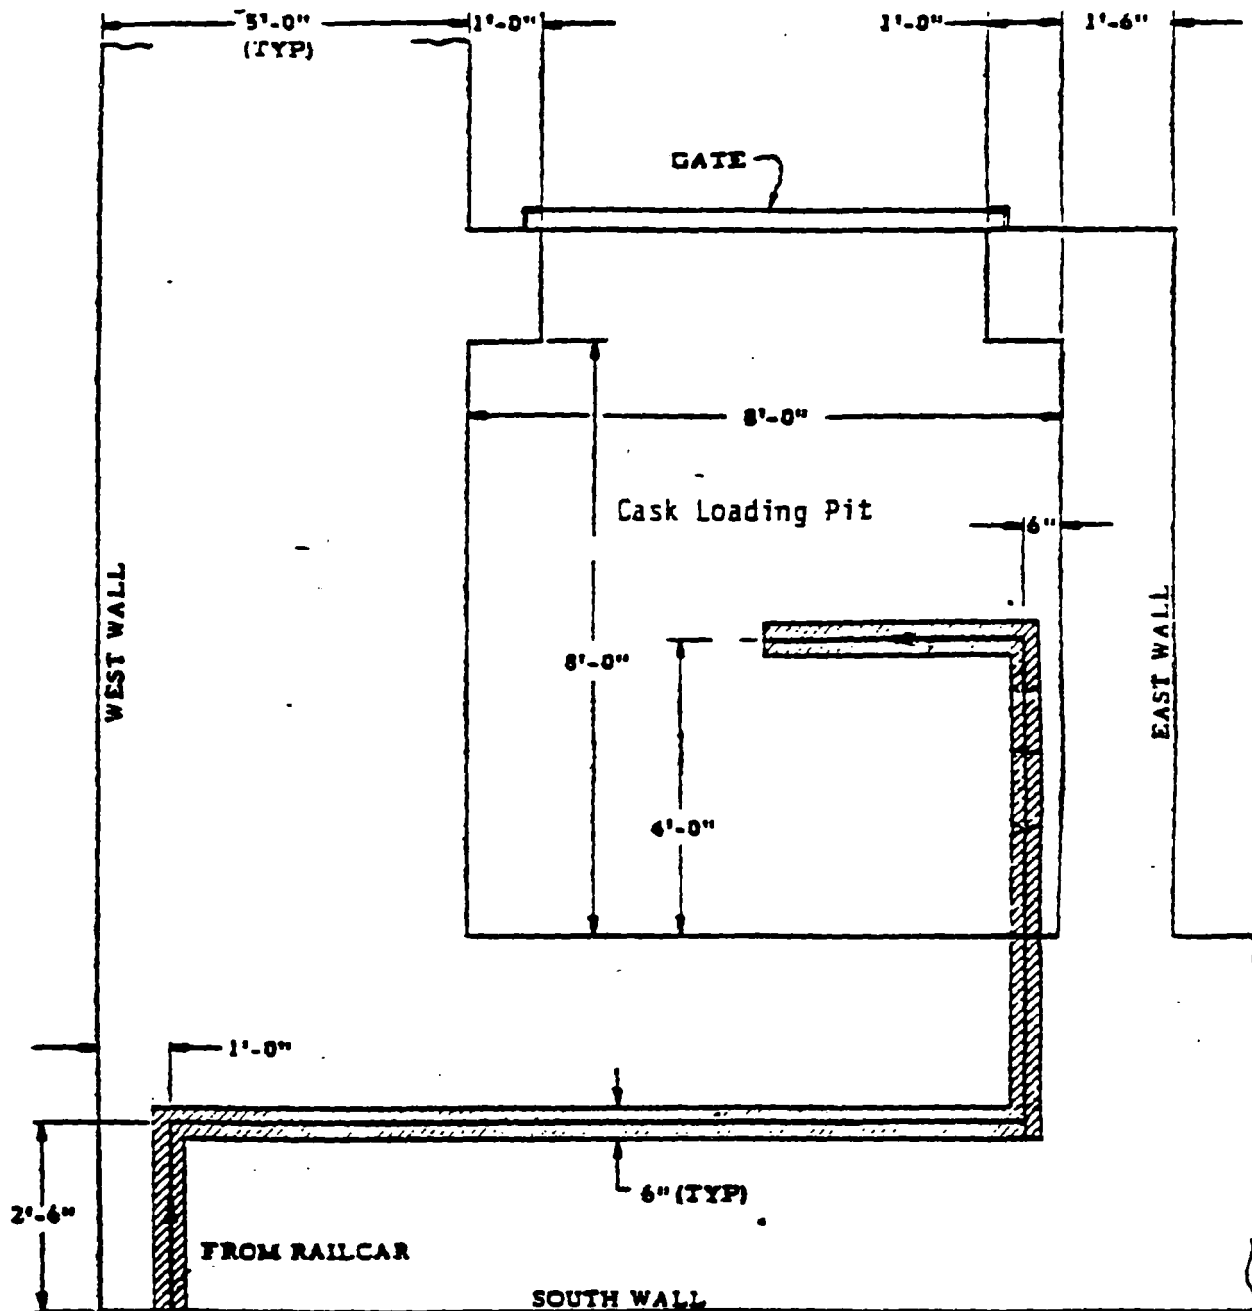 5'-0"
(TYP)
1'-0"
1'-0"
1'-6"
GATE
8'-0"
Cask Loading Pit
6"
WEST WALL
8'-0"
EAST WALL
4'-0"
1'-0"
6" (TYP)
2'-6"
FROM RAILCAR
SOUTH WALL